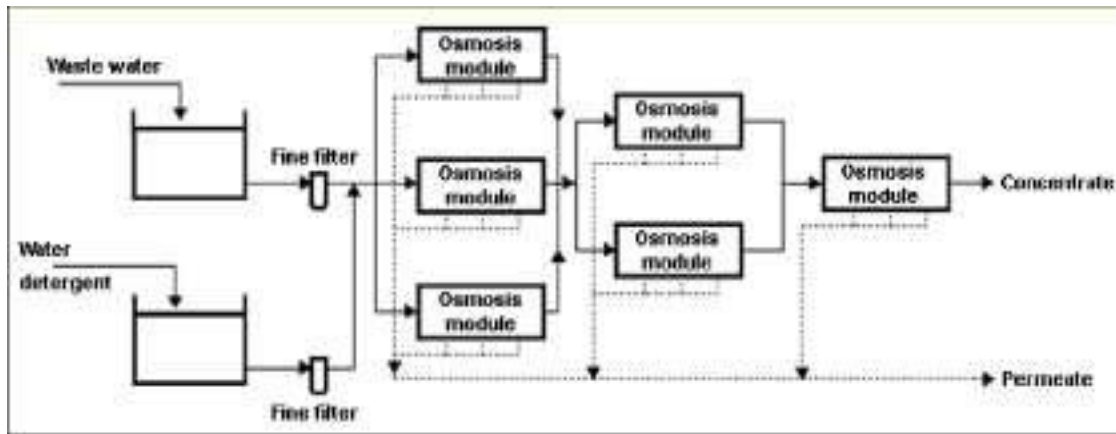 Waste water
Fine filter
Water
detergent
Fine filter
Osmosis
module
Osmosis
module
Osmosis
module
Osmosis
module
Osmosis
module
Osmosis
module
Concentrate
Permeate